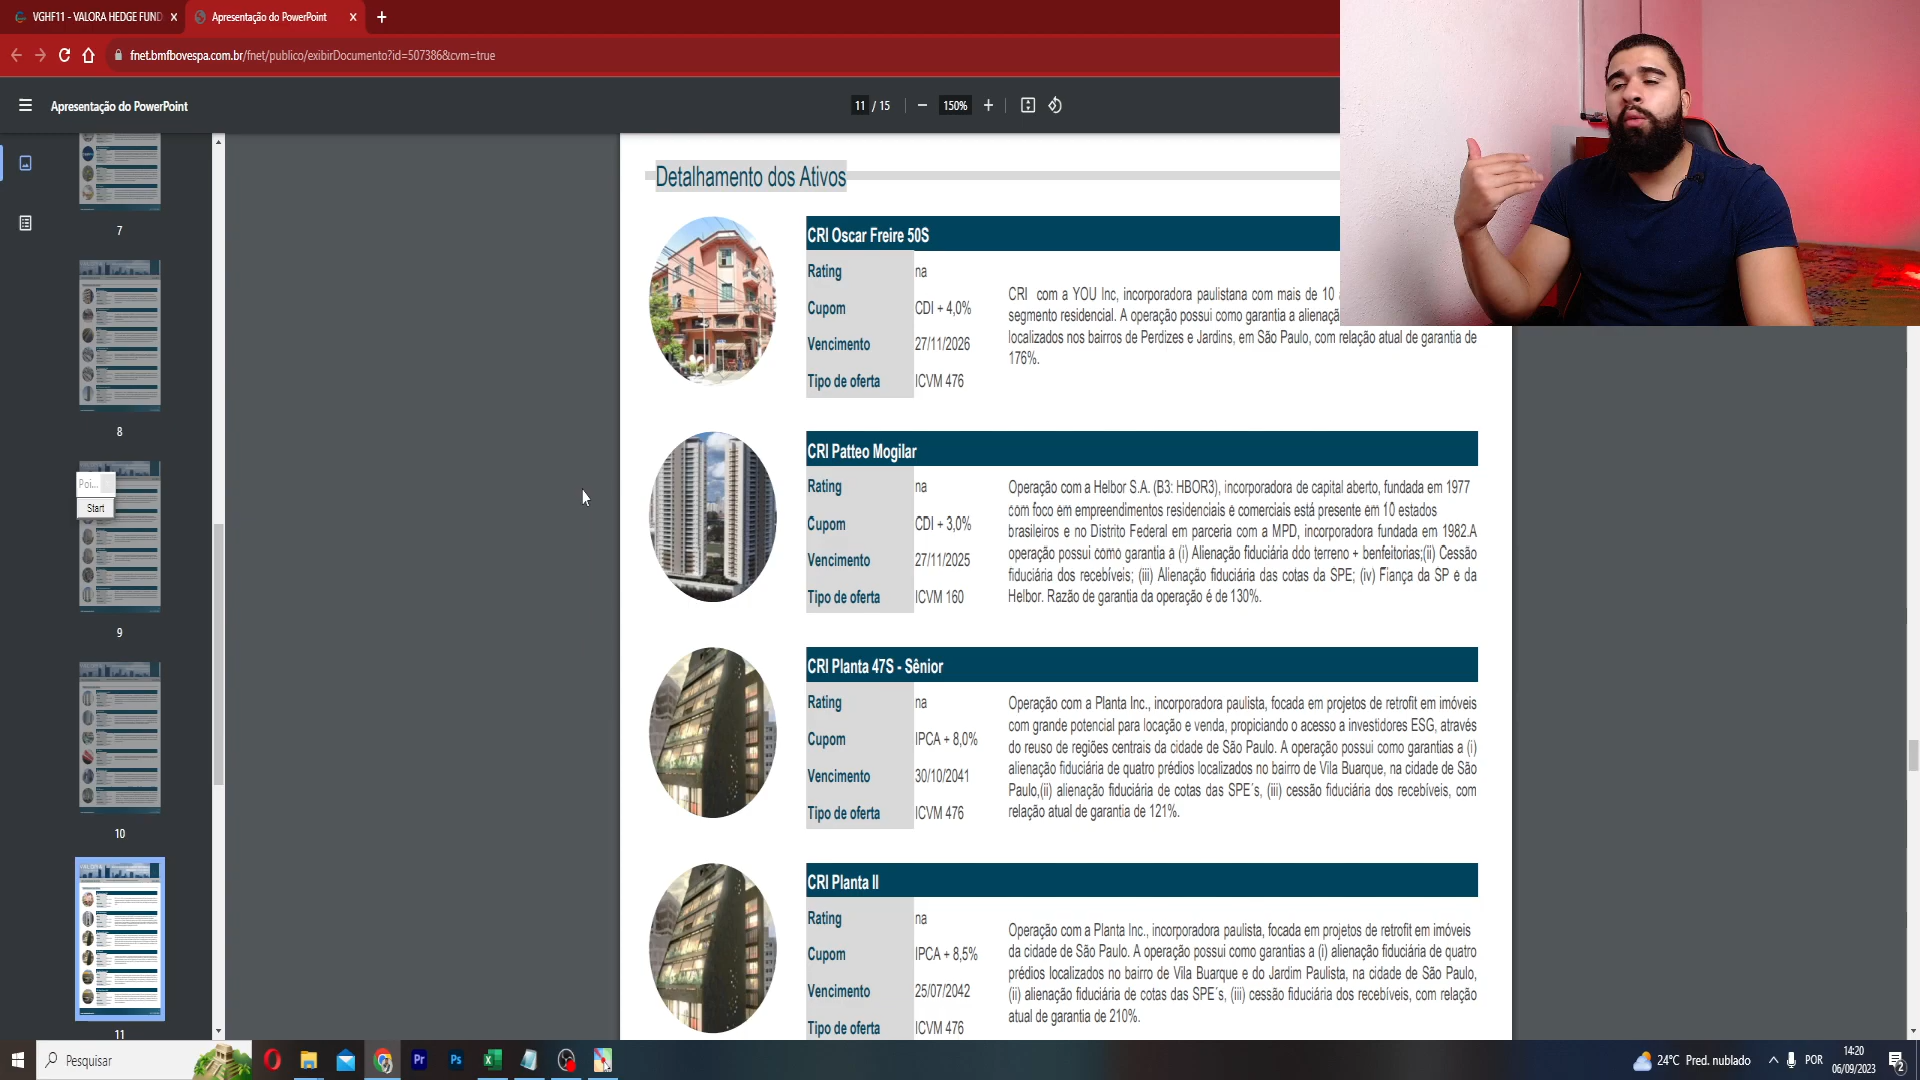 VGHF11 - VALORA HEDGE FUND
Apresentação do PowerPoint
fnet.bmfbovespa.com.br/fnet/publico/exibirDocumento?id=507386&cvm=true
Apresentação do PowerPoint
11 / 15
150%
7
8
Poi...
Start
9
10
11
Detalhamento dos Ativos
CRI Oscar Freire 50S
Rating na
Cupom CDI + 4,0%
Vencimento 27/11/2026
Tipo de oferta ICVM 476
CRI com a YOU Inc, incorporadora paulistana com mais de 10
segmento residencial. A operação possui como garantia a alienaçã
localizados nos bairros de Perdizes e Jardins, em São Paulo, com relação atual de garantia de
176%.
CRI Patteo Mogilar
Rating na
Cupom CDI + 3,0%
Vencimento 27/11/2025
Tipo de oferta ICVM 160
Operação com a Helbor S.A. (B3: HBOR3), incorporadora de capital aberto, fundada em 1977
com foco em empreendimentos residenciais e comerciais está presente em 10 estados
brasileiros e no Distrito Federal em parceria com a MPD, incorporadora fundada em 1982.A
operação possui como garantia a (i) Alienação fiduciária ddo terreno + benfeitorias;(ii) Cessão
fiduciária dos recebíveis; (iii) Alienação fiduciária das cotas da SPE; (iv) Fiança da SP e da
Helbor. Razão de garantia da operação é de 130%.
CRI Planta 47S - Sênior
Rating na
Cupom IPCA + 8,0%
Vencimento 30/10/2041
Tipo de oferta ICVM 476
Operação com a Planta Inc., incorporadora paulista, focada em projetos de retrofit em imóveis
com grande potencial para locação e venda, propiciando o acesso a investidores ESG, através
do reuso de regiões centrais da cidade de São Paulo. A operação possui como garantias a (i)
alienação fiduciária de quatro prédios localizados no bairro de Vila Buarque, na cidade de São
Paulo,(ii) alienação fiduciária de cotas das SPE´s, (iii) cessão fiduciária dos recebíveis, com
relação atual de garantia de 121%.
CRI Planta II
Rating na
Cupom IPCA + 8,5%
Vencimento 25/07/2042
Tipo de oferta ICVM 476
Operação com a Planta Inc., incorporadora paulista, focada em projetos de retrofit em imóveis
da cidade de São Paulo. A operação possui como garantias a (i) alienação fiduciária de quatro
prédios localizados no bairro de Vila Buarque e do Jardim Paulista, na cidade de São Paulo,
(ii) alienação fiduciária de cotas das SPE´s, (iii) cessão fiduciária dos recebíveis, com relação
atual de garantia de 210%.
Pesquisar
Pr
Ps
24°C Pred. nublado
POR
14:20
06/09/2023
2